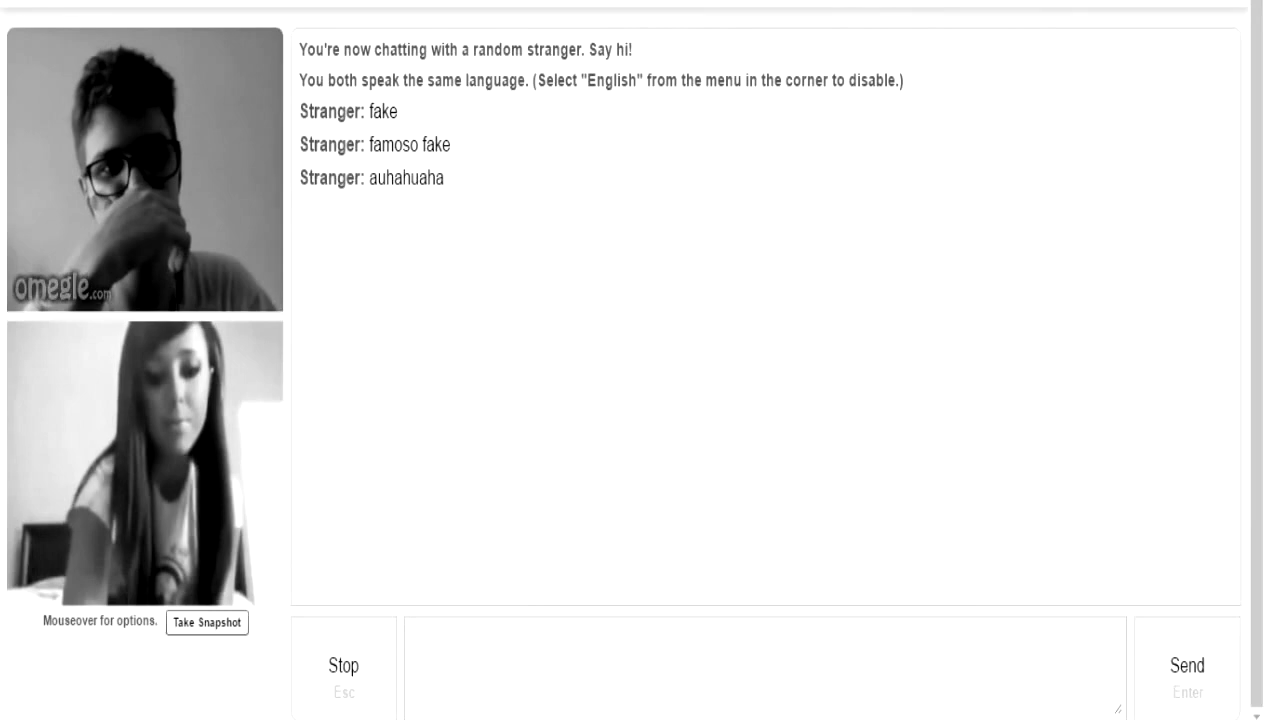 You're now chatting with a random stranger. Say hi!
You both speak the same language. (Select "English" from the menu in the corner to disable.)
Stranger: fake
Stranger: famoso fake
Stranger: auhahuaha
omegle.com
Mouseover for options. Take Snapshot
Stop
Esc
Send
Enter